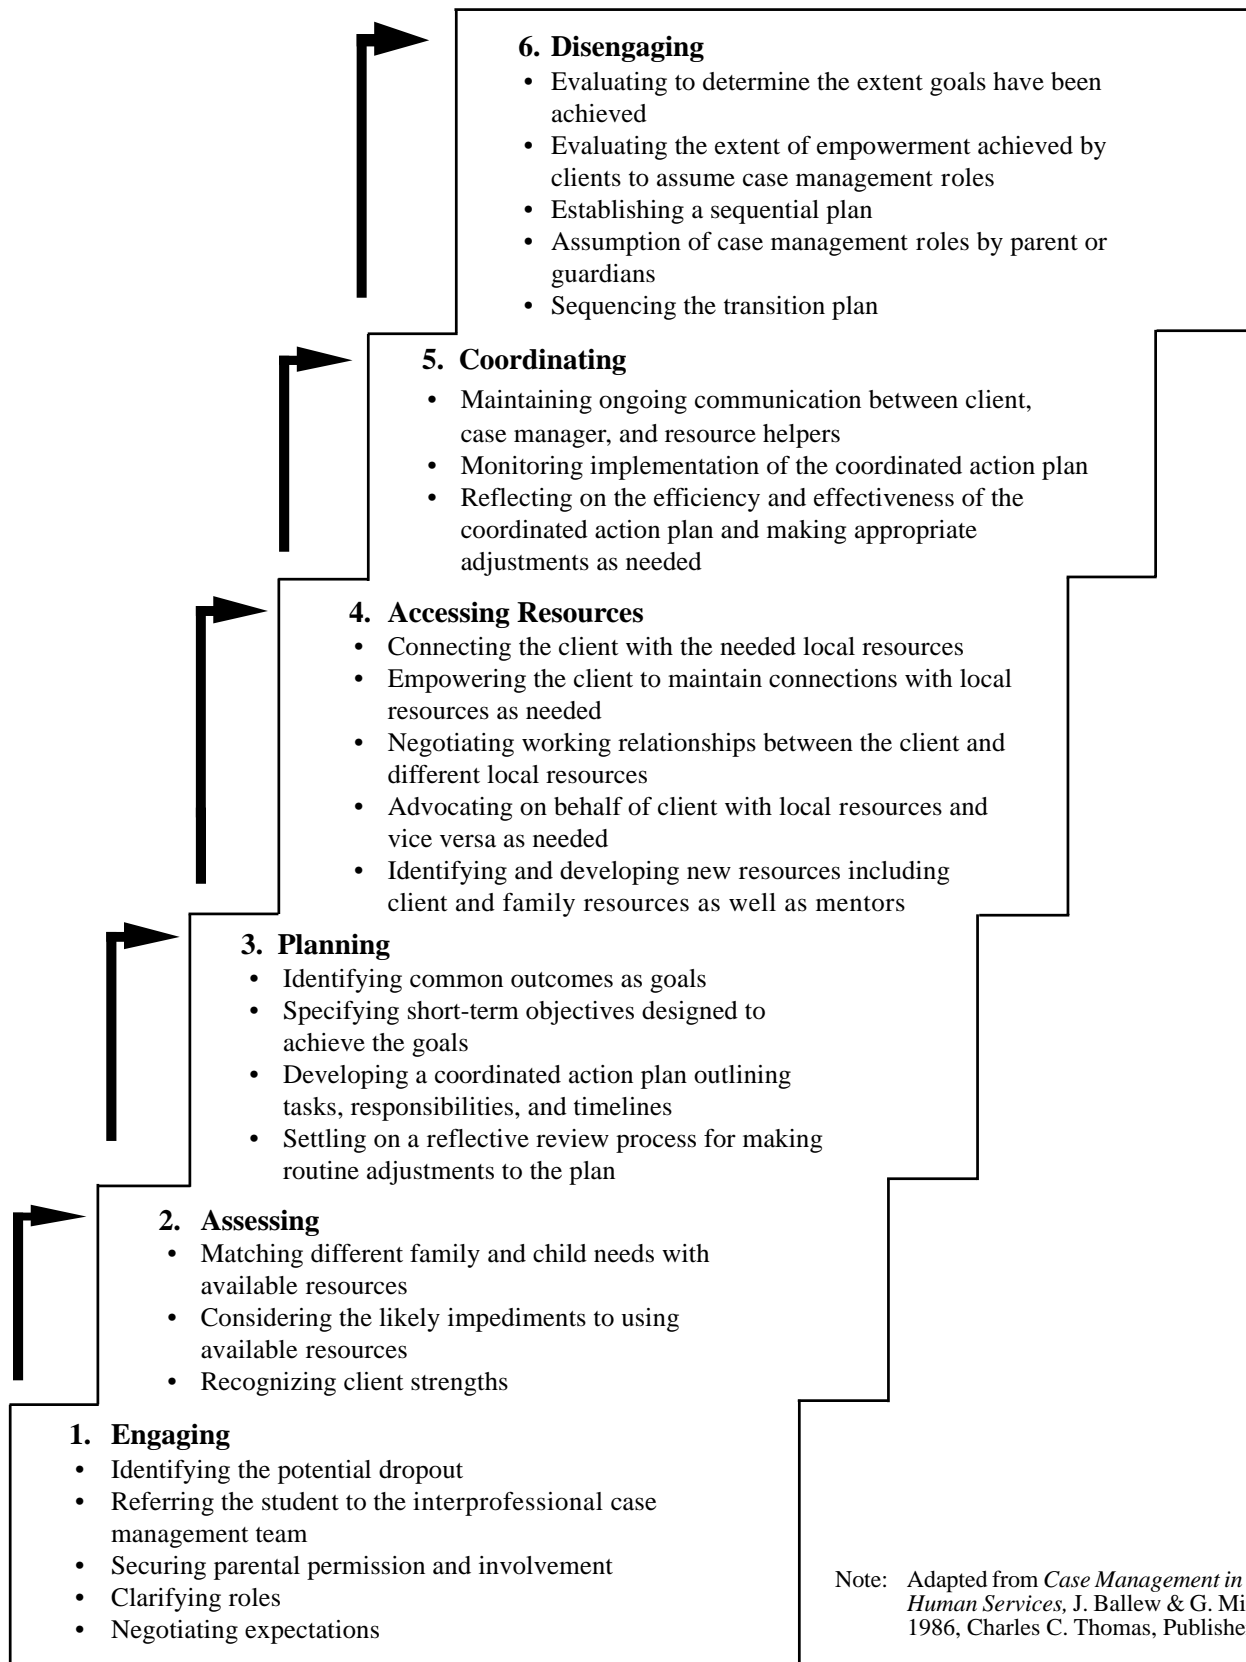 6. Disengaging
• Evaluating to determine the extent goals have been
achieved
• Evaluating the extent of empowerment achieved by
clients to assume case management roles
• Establishing a sequential plan
• Assumption of case management roles by parent or
guardians
• Sequencing the transition plan
5. Coordinating
• Maintaining ongoing communication between client,
case manager, and resource helpers
• Monitoring implementation of the coordinated action plan
• Reflecting on the efficiency and effectiveness of the
coordinated action plan and making appropriate
adjustments as needed
4. Accessing Resources
• Connecting the client with the needed local resources
• Empowering the client to maintain connections with local
resources as needed
• Negotiating working relationships between the client and
different local resources
• Advocating on behalf of client with local resources and
vice versa as needed
• Identifying and developing new resources including
client and family resources as well as mentors
3. Planning
• Identifying common outcomes as goals
• Specifying short-term objectives designed to
achieve the goals
• Developing a coordinated action plan outlining
tasks, responsibilities, and timelines
• Settling on a reflective review process for making
routine adjustments to the plan
2. Assessing
• Matching different family and child needs with
available resources
• Considering the likely impediments to using
available resources
• Recognizing client strengths
1. Engaging
• Identifying the potential dropout
• Referring the student to the interprofessional case
management team
• Securing parental permission and involvement
• Clarifying roles
• Negotiating expectations
Note: Adapted from Case Management in
Human Services, J. Ballew & G. Mi
1986, Charles C. Thomas, Publishe